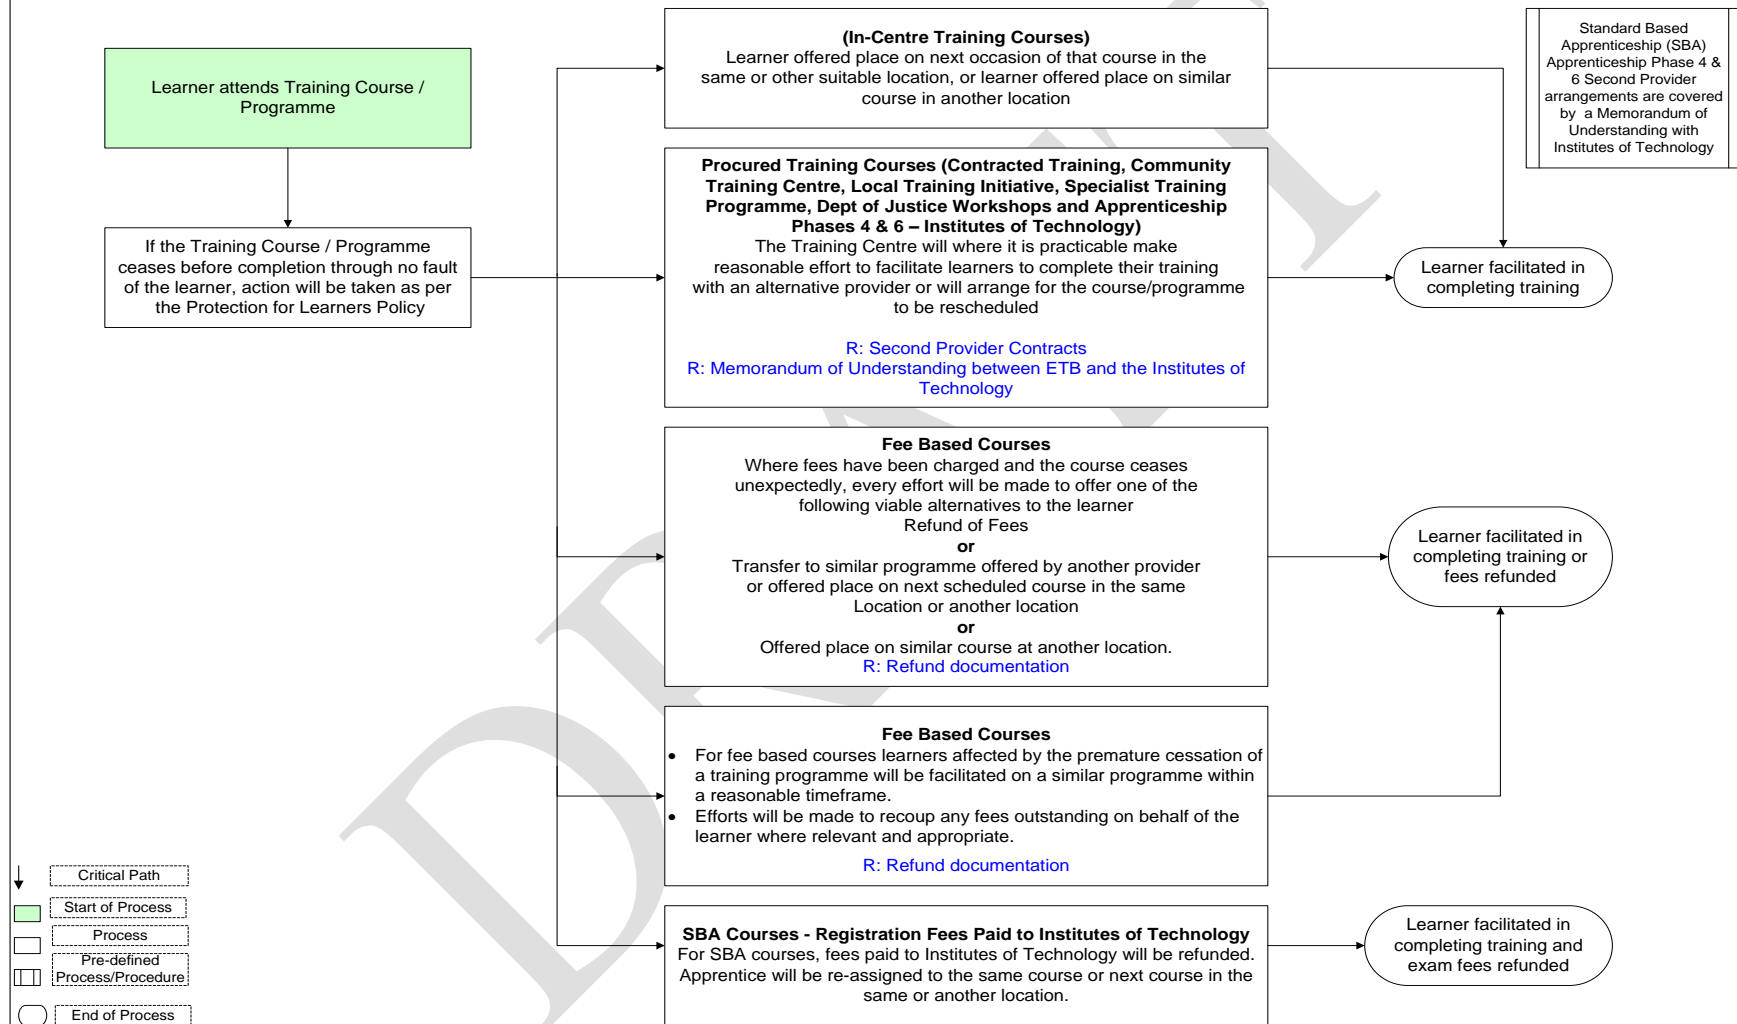 Learner attends Training Course /
Programme
If the Training Course / Programme
ceases before completion through no fault
of the learner, action will be taken as per
the Protection for Learners Policy
(In-Centre Training Courses)
Learner offered place on next occasion of that course in the
same or other suitable location, or learner offered place on similar
course in another location
Procured Training Courses (Contracted Training, Community
Training Centre, Local Training Initiative, Specialist Training
Programme, Dept of Justice Workshops and Apprenticeship
Phases 4 & 6 – Institutes of Technology)
The Training Centre will where it is practicable make
reasonable effort to facilitate learners to complete their training
with an alternative provider or will arrange for the course/programme
to be rescheduled
R: Second Provider Contracts
R: Memorandum of Understanding between ETB and the Institutes of
Technology
Fee Based Courses
Where fees have been charged and the course ceases
unexpectedly, every effort will be made to offer one of the
following viable alternatives to the learner
Refund of Fees
or
Transfer to similar programme offered by another provider
or offered place on next scheduled course in the same
Location or another location
or
Offered place on similar course at another location.
R: Refund documentation
Fee Based Courses
• For fee based courses learners affected by the premature cessation of
a training programme will be facilitated on a similar programme within
a reasonable timeframe.
• Efforts will be made to recoup any fees outstanding on behalf of the
learner where relevant and appropriate.
R: Refund documentation
SBA Courses - Registration Fees Paid to Institutes of Technology
For SBA courses, fees paid to Institutes of Technology will be refunded.
Apprentice will be re-assigned to the same course or next course in the
same or another location.
Standard Based
Apprenticeship (SBA)
Apprenticeship Phase 4 &
6 Second Provider
arrangements are covered
by a Memorandum of
Understanding with
Institutes of Technology
Learner facilitated in
completing training
Learner facilitated in
completing training or
fees refunded
Learner facilitated in
completing training and
exam fees refunded
Critical Path
Start of Process
Process
Pre-defined
Process/Procedure
End of Process
DRAFT